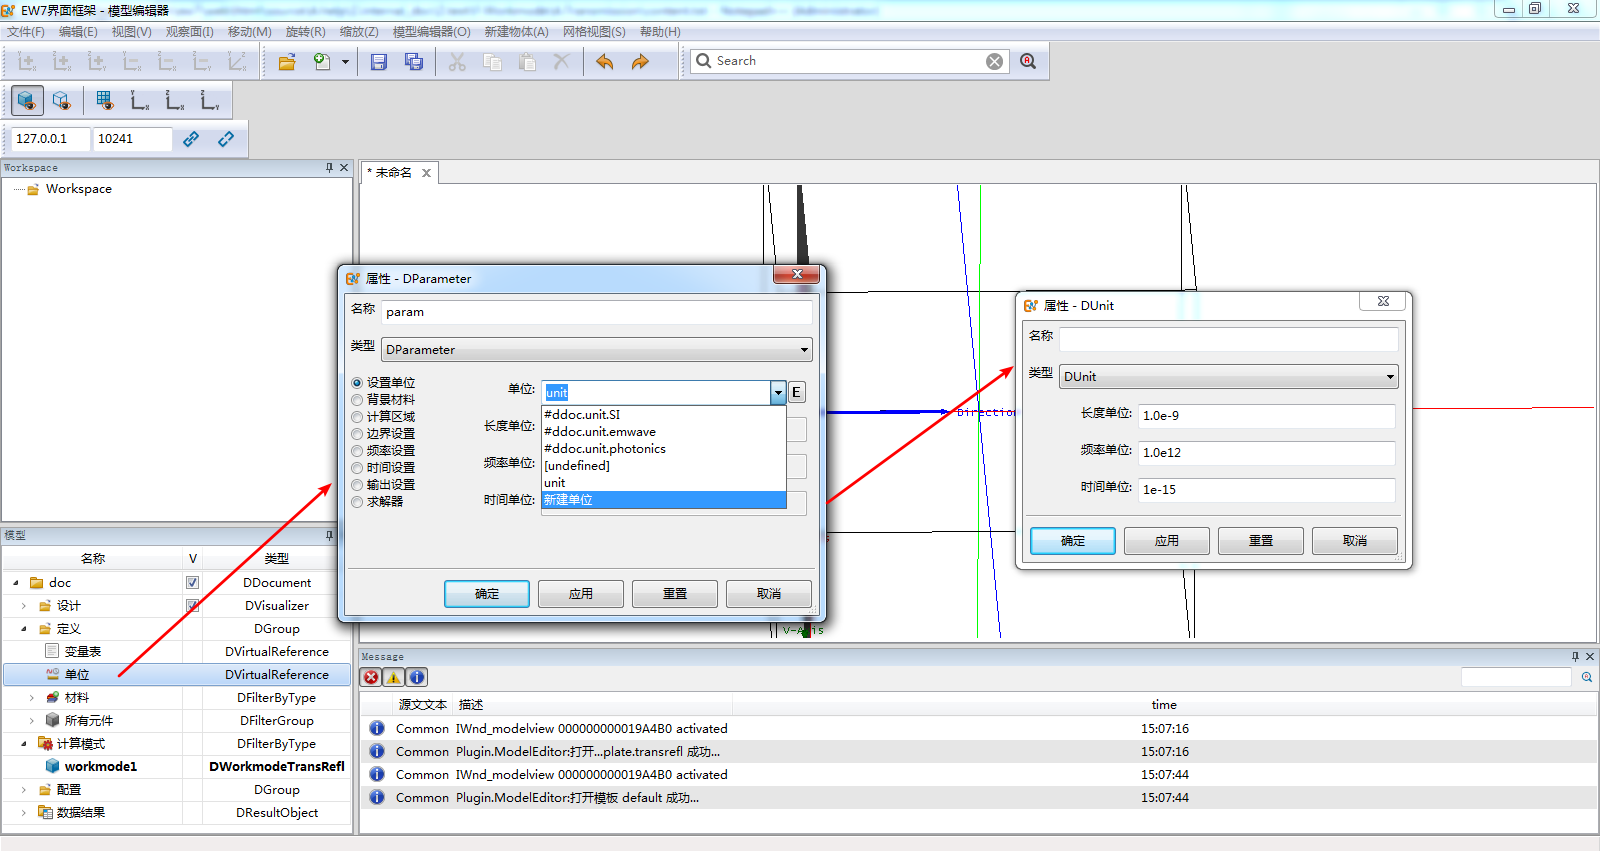 EW7界面框架 - 模型编辑器
文件(F) 编辑(E) 视图(V) 观察面(I) 移动(M) 旋转(R) 缩放(Z) 模型编辑器(O) 新建物体(A) 网格视图(S) 帮助(H)
Search
127.0.0.1 10241
Workspace
Workspace
* 未命名
属性 - DParameter
名称 param
类型 DParameter
设置单位
背景材料
计算区域
边界设置
频率设置
时间设置
输出设置
求解器
单位: unit E
#ddoc.unit.SI
#ddoc.unit.emwave
#ddoc.unit.photonics
[undefined]
unit
新建单位
长度单位:
频率单位:
时间单位:
确定 应用 重置 取消
Direction
V-Axis
属性 - DUnit
名称
类型 DUnit
长度单位: 1.0e-9
频率单位: 1.0e12
时间单位: 1e-15
确定 应用 重置 取消
模型
名称 V 类型
doc DDocument
设计 DVisualizer
定义 DGroup
变量表 DVirtualReference
单位 DVirtualReference
材料 DFilterByType
所有元件 DFilterGroup
计算模式 DFilterByType
workmode1 DWorkmodeTransRefl
配置 DGroup
数据结果 DResultObject
Message
源文文本 描述 time
Common IWnd_modelview 000000000019A4B0 activated 15:07:16
Common Plugin.ModelEditor:打开...plate.transrefl 成功... 15:07:16
Common IWnd_modelview 000000000019A4B0 activated 15:07:44
Common Plugin.ModelEditor:打开模板 default 成功... 15:07:44